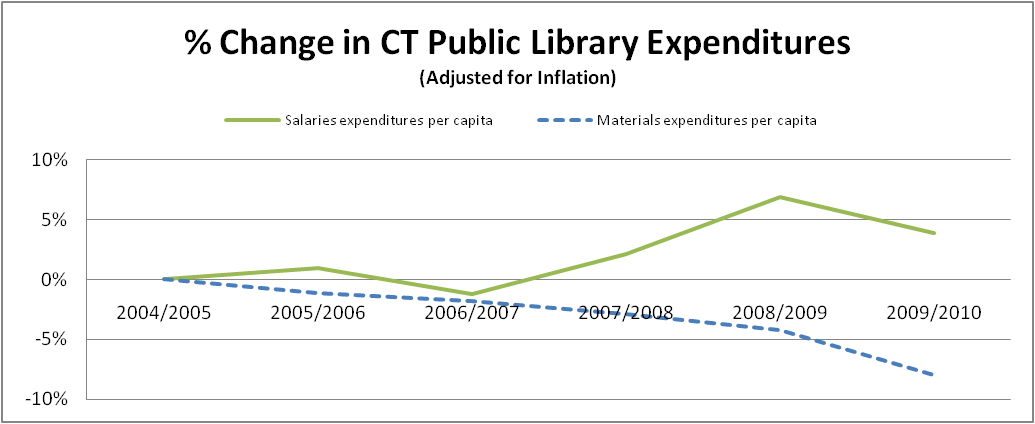 % Change in CT Public Library Expenditures
(Adjusted for Inflation)
Salaries expenditures per capita Materials expenditures per capita
10%
5%
0%
2004/2005 2005/2006 2006/2007 2007/2008 2008/2009 2009/2010
-5%
-10%